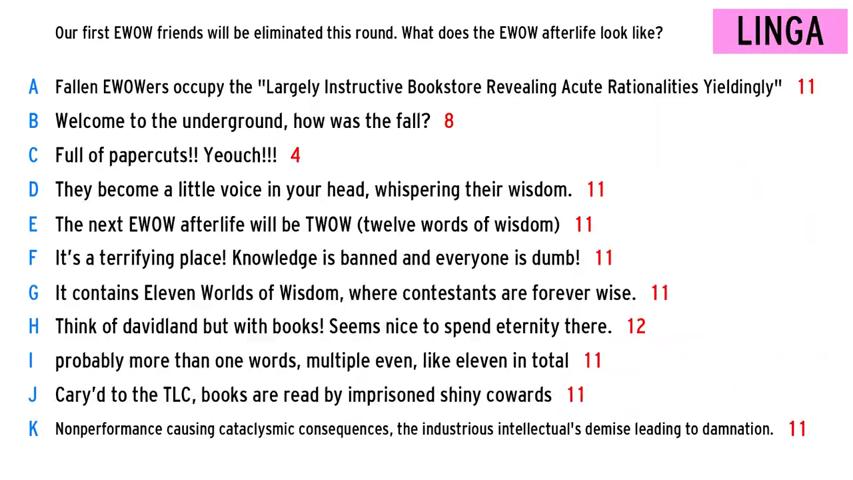 Our first EWOW friends will be eliminated this round. What does the EWOW afterlife look like?
LINGA
A Fallen EWOWers occupy the "Largely Instructive Bookstore Revealing Acute Rationalities Yieldingly" 11
B Welcome to the underground, how was the fall? 8
C Full of papercuts!! Yeouch!!! 4
D They become a little voice in your head, whispering their wisdom. 11
E The next EWOW afterlife will be TWOW (twelve words of wisdom) 11
F It's a terrifying place! Knowledge is banned and everyone is dumb! 11
G It contains Eleven Worlds of Wisdom, where contestants are forever wise. 11
H Think of davidland but with books! Seems nice to spend eternity there. 12
I probably more than one words, multiple even, like eleven in total 11
J Cary'd to the TLC, books are read by imprisoned shiny cowards 11
K Nonperformance causing cataclysmic consequences, the industrious intellectual's demise leading to damnation. 11